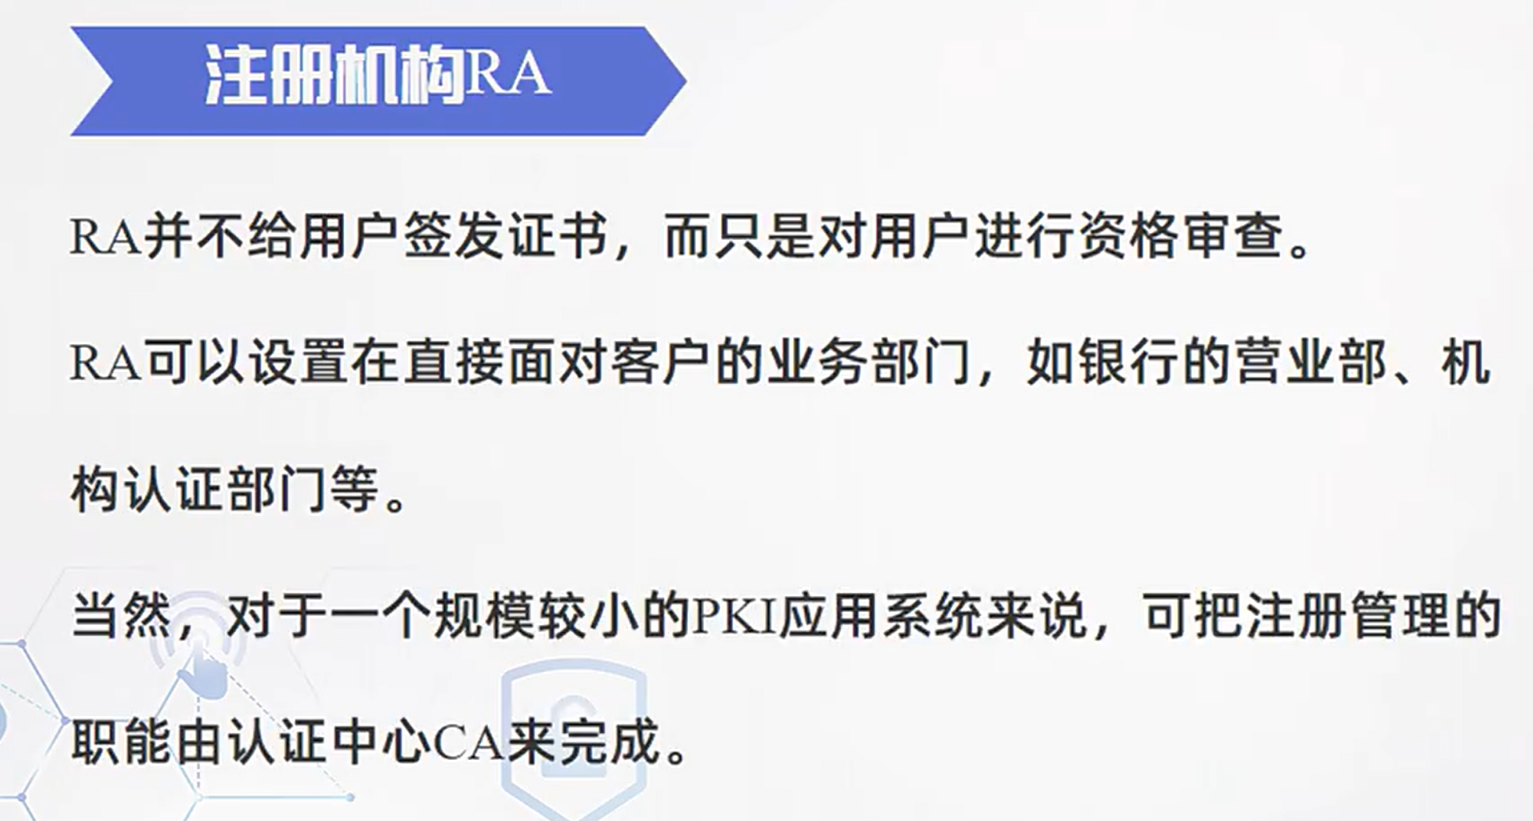 注册机构RA
RA并不给用户签发证书，而只是对用户进行资格审查。
RA可以设置在直接面对客户的业务部门，如银行的营业部、机
构认证部门等。
当然，对于一个规模较小的PKI应用系统来说，可把注册管理的
职能由认证中心CA来完成。